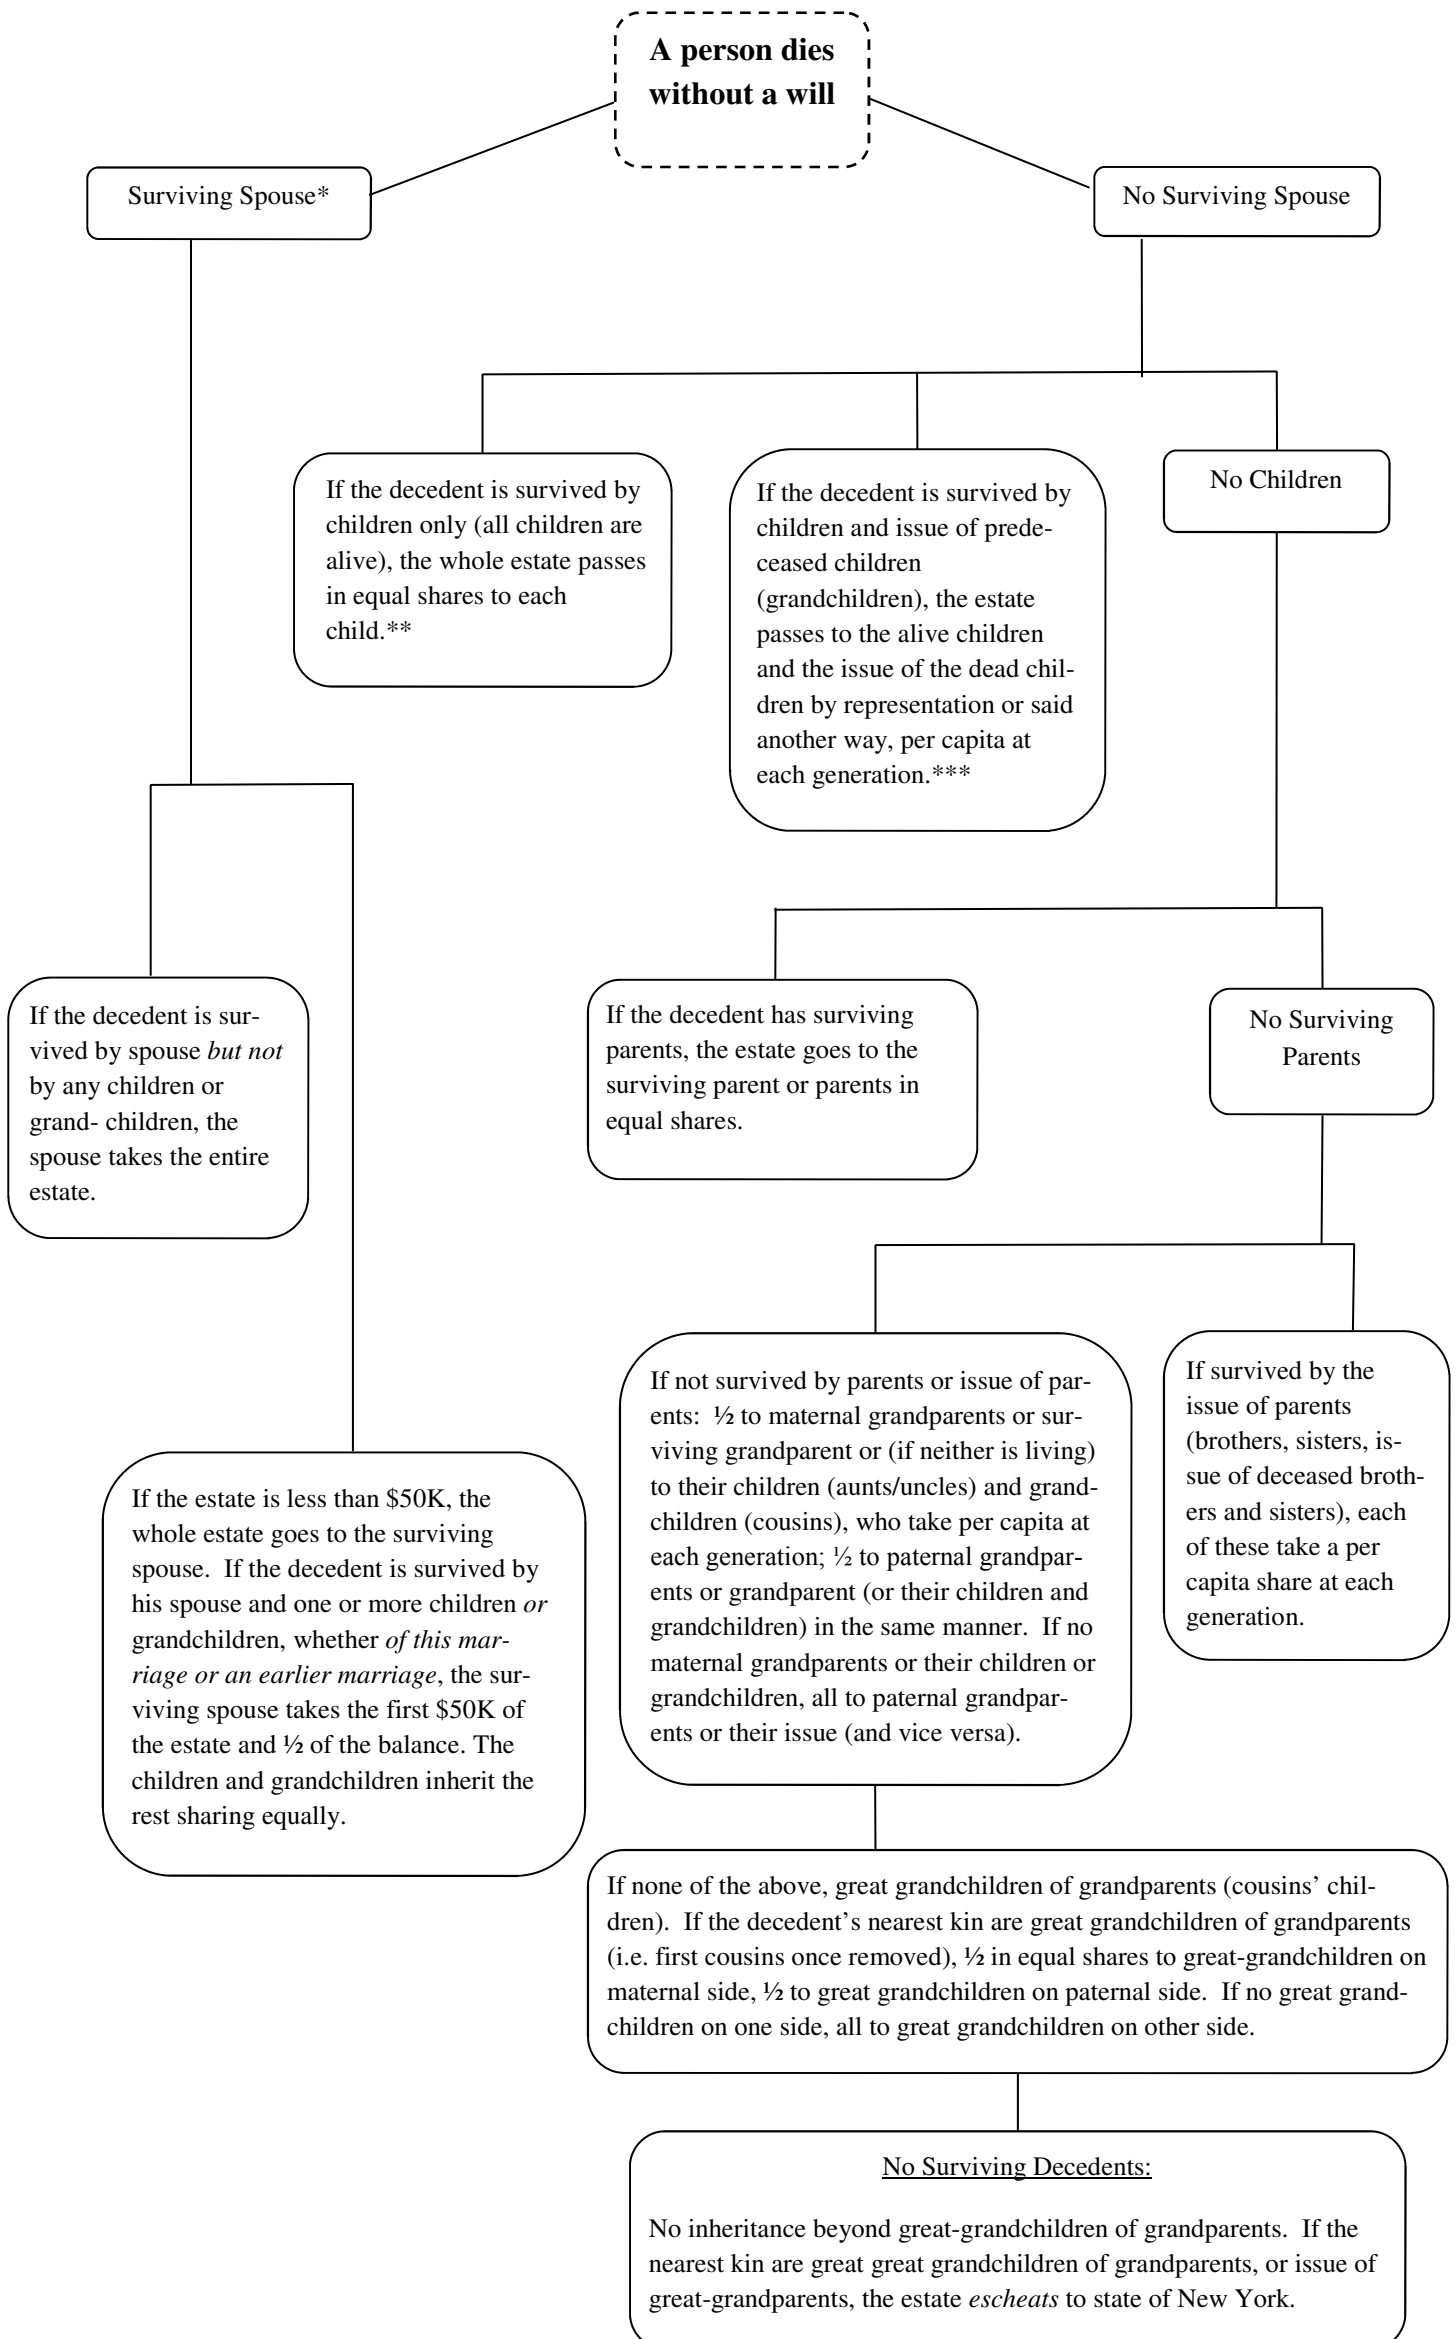 A person dies
without a will
Surviving Spouse*
No Surviving Spouse
If the decedent is survived by
children only (all children are
alive), the whole estate passes
in equal shares to each
child.**
If the decedent is survived by
children and issue of prede-
ceased children
(grandchildren), the estate
passes to the alive children
and the issue of the dead chil-
dren by representation or said
another way, per capita at
each generation.***
No Children
If the decedent is sur-
vived by spouse but not
by any children or
grand- children, the
spouse takes the entire
estate.
If the decedent has surviving
parents, the estate goes to the
surviving parent or parents in
equal shares.
No Surviving
Parents
If the estate is less than $50K, the
whole estate goes to the surviving
spouse.  If the decedent is survived by
his spouse and one or more children or
grandchildren, whether of this mar-
riage or an earlier marriage, the sur-
viving spouse takes the first $50K of
the estate and ½ of the balance. The
children and grandchildren inherit the
rest sharing equally.
If not survived by parents or issue of par-
ents:  ½ to maternal grandparents or sur-
viving grandparent or (if neither is living)
to their children (aunts/uncles) and grand-
children (cousins), who take per capita at
each generation; ½ to paternal grandpar-
ents or grandparent (or their children and
grandchildren) in the same manner.  If no
maternal grandparents or their children or
grandchildren, all to paternal grandpar-
ents or their issue (and vice versa).
If survived by the
issue of parents
(brothers, sisters, is-
sue of deceased broth-
ers and sisters), each
of these take a per
capita share at each
generation.
If none of the above, great grandchildren of grandparents (cousins’ chil-
dren).  If the decedent’s nearest kin are great grandchildren of grandparents
(i.e. first cousins once removed), ½ in equal shares to great-grandchildren on
maternal side, ½ to great grandchildren on paternal side.  If no great grand-
children on one side, all to great grandchildren on other side.
No Surviving Decedents:
No inheritance beyond great-grandchildren of grandparents.  If the
nearest kin are great great grandchildren of grandparents, or issue of
great-grandparents, the estate escheats to state of New York.